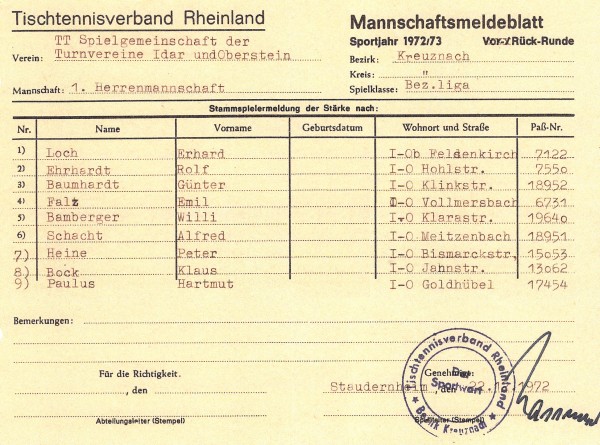 Tischtennisverband Rheinland
Mannschaftsmeldeblatt
Sportjahr 1972/73 Vor-/Rück-Runde
Verein: TT Spielgemeinschaft der
Turnvereine Idar undOberstein
Bezirk: Kreuznach
Kreis: "
Mannschaft: 1. Herrenmannschaft
Spielklasse: Bez.liga
Stammspielermeldung der Stärke nach:
Nr. Name Vorname Geburtsdatum Wohnort und Straße Paß-Nr.
1) Loch Erhard I-Ob Feldenkirch 7122
2) Ehrhardt Rolf I-O Hohlstr. 7550
3) Baumhardt Günter I-O Klinkstr. 18952
4) Falz Emil I-O Vollmersbach 6731
5) Bamberger Willi I-O Klarastr. 19640
6) Schacht Alfred I-O Meitzenbach 18951
7) Heine Peter I-O Bismarckstr. 15053
8) Bock Klaus I-O Jahnstr. 13062
9) Paulus Hartmut I-O Goldhübel 17454
Bemerkungen:
Für die Richtigkeit.
, den
Abteilungsleiter (Stempel)
Genehmigt:
Staudernheim, den 22.11.1972
(Stempel)
Tischtennisverband Rheinland
Der
Sportwart
★ Bezirk Kreuznach ★